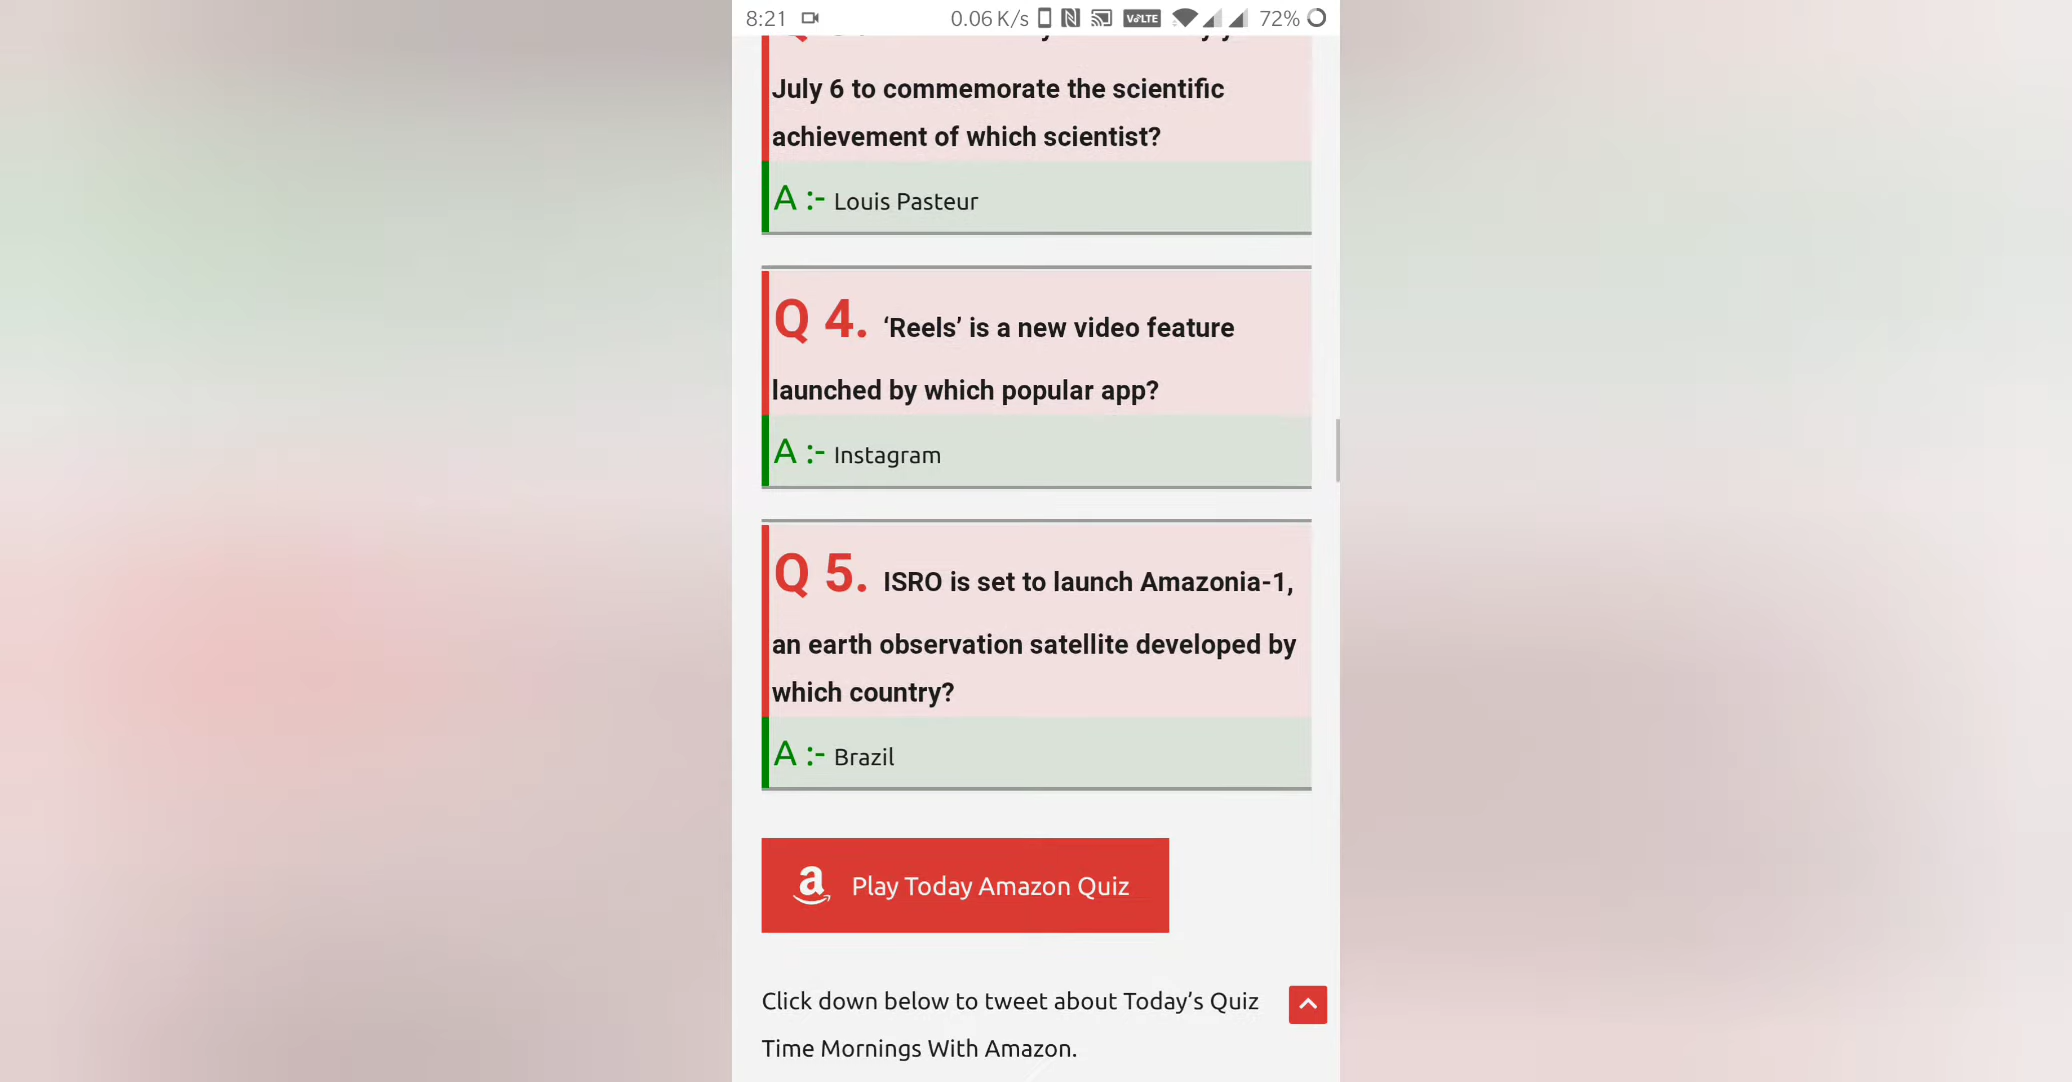 8:21 0.06 K/s VoLTE 72%
July 6 to commemorate the scientific
achievement of which scientist?
A :- Louis Pasteur
Q 4. ‘Reels’ is a new video feature
launched by which popular app?
A :- Instagram
Q 5. ISRO is set to launch Amazonia-1,
an earth observation satellite developed by
which country?
A :- Brazil
a Play Today Amazon Quiz
Click down below to tweet about Today’s Quiz
Time Mornings With Amazon.